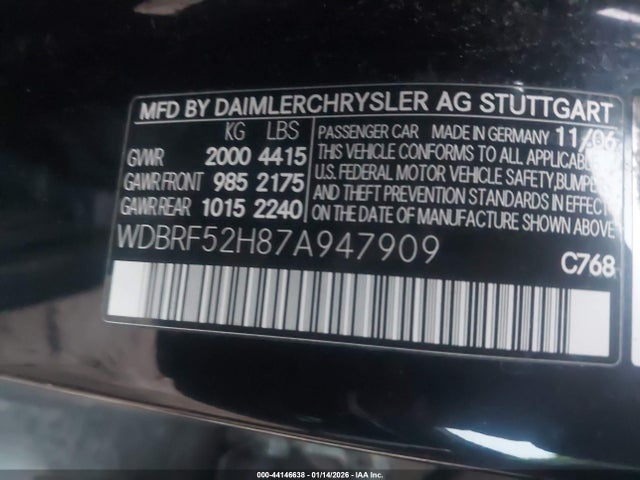 MFD BY DAIMLERCHRYSLER AG STUTTGART
KG LBS
GVWR 2000 4415
GAWR FRONT 985 2175
GAWR REAR 1015 2240
PASSENGER CAR MADE IN GERMANY 11/06
THIS VEHICLE CONFORMS TO ALL APPLICABLE
U.S. FEDERAL MOTOR VEHICLE SAFETY, BUMPER
AND THEFT PREVENTION STANDARDS IN EFFECT
ON THE DATE OF MANUFACTURE SHOWN ABOVE.
WDBRF52H87A947909
C768
000-44146638 - 01/14/2026 - IAA Inc.